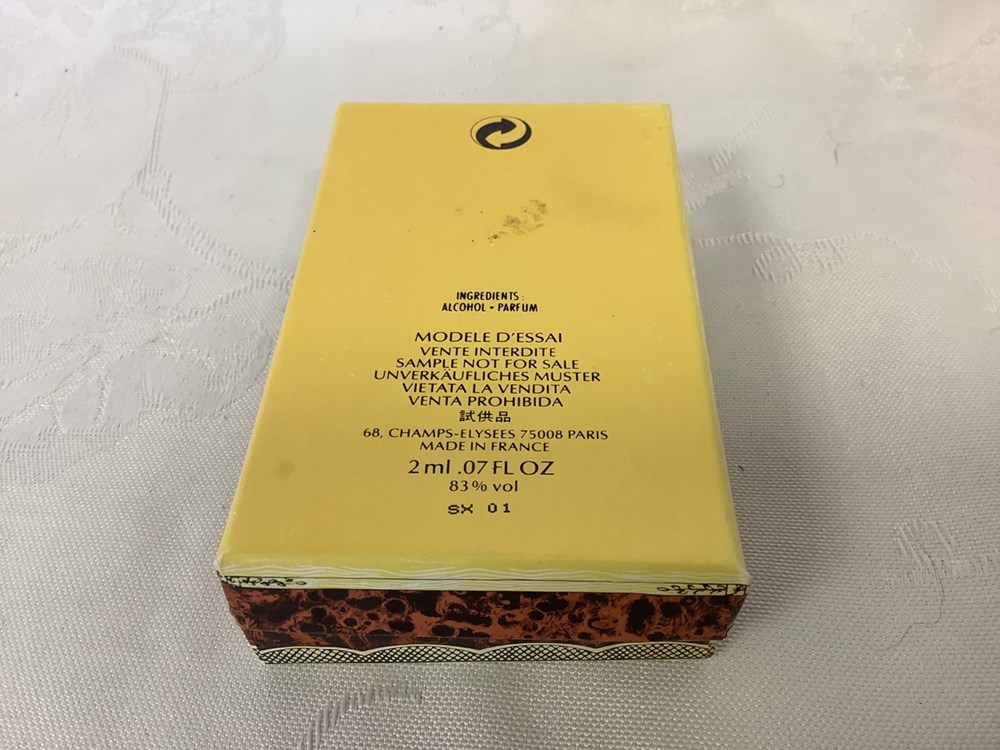 INGREDIENTS :
ALCOHOL - PARFUM
MODELE D'ESSAI
VENTE INTERDITE
SAMPLE NOT FOR SALE
UNVERKÄUFLICHES MUSTER
VIETATA LA VENDITA
VENTA PROHIBIDA
試供品
68, CHAMPS-ELYSEES 75008 PARIS
MADE IN FRANCE
2 ml .07 FL OZ
83% vol
SX 01